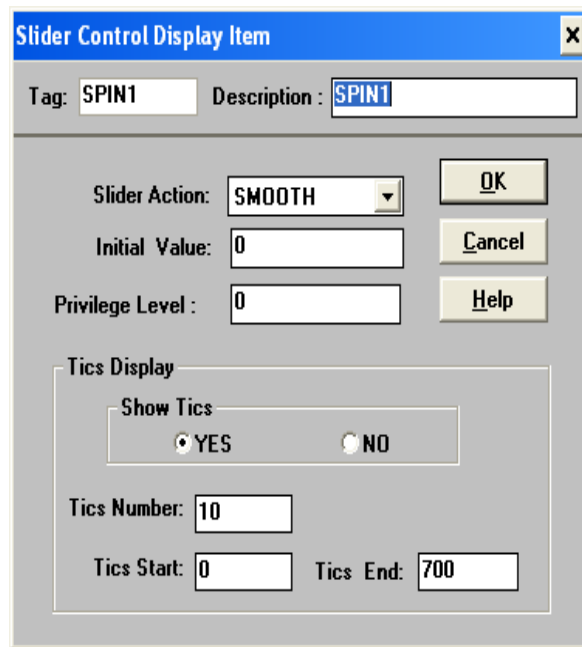 Slider Control Display Item
Tag: SPIN1 Description : SPIN1
Slider Action: SMOOTH OK
Initial Value: 0 Cancel
Privilege Level : 0 Help
Tics Display
Show Tics
YES NO
Tics Number: 10
Tics Start: 0 Tics End: 700